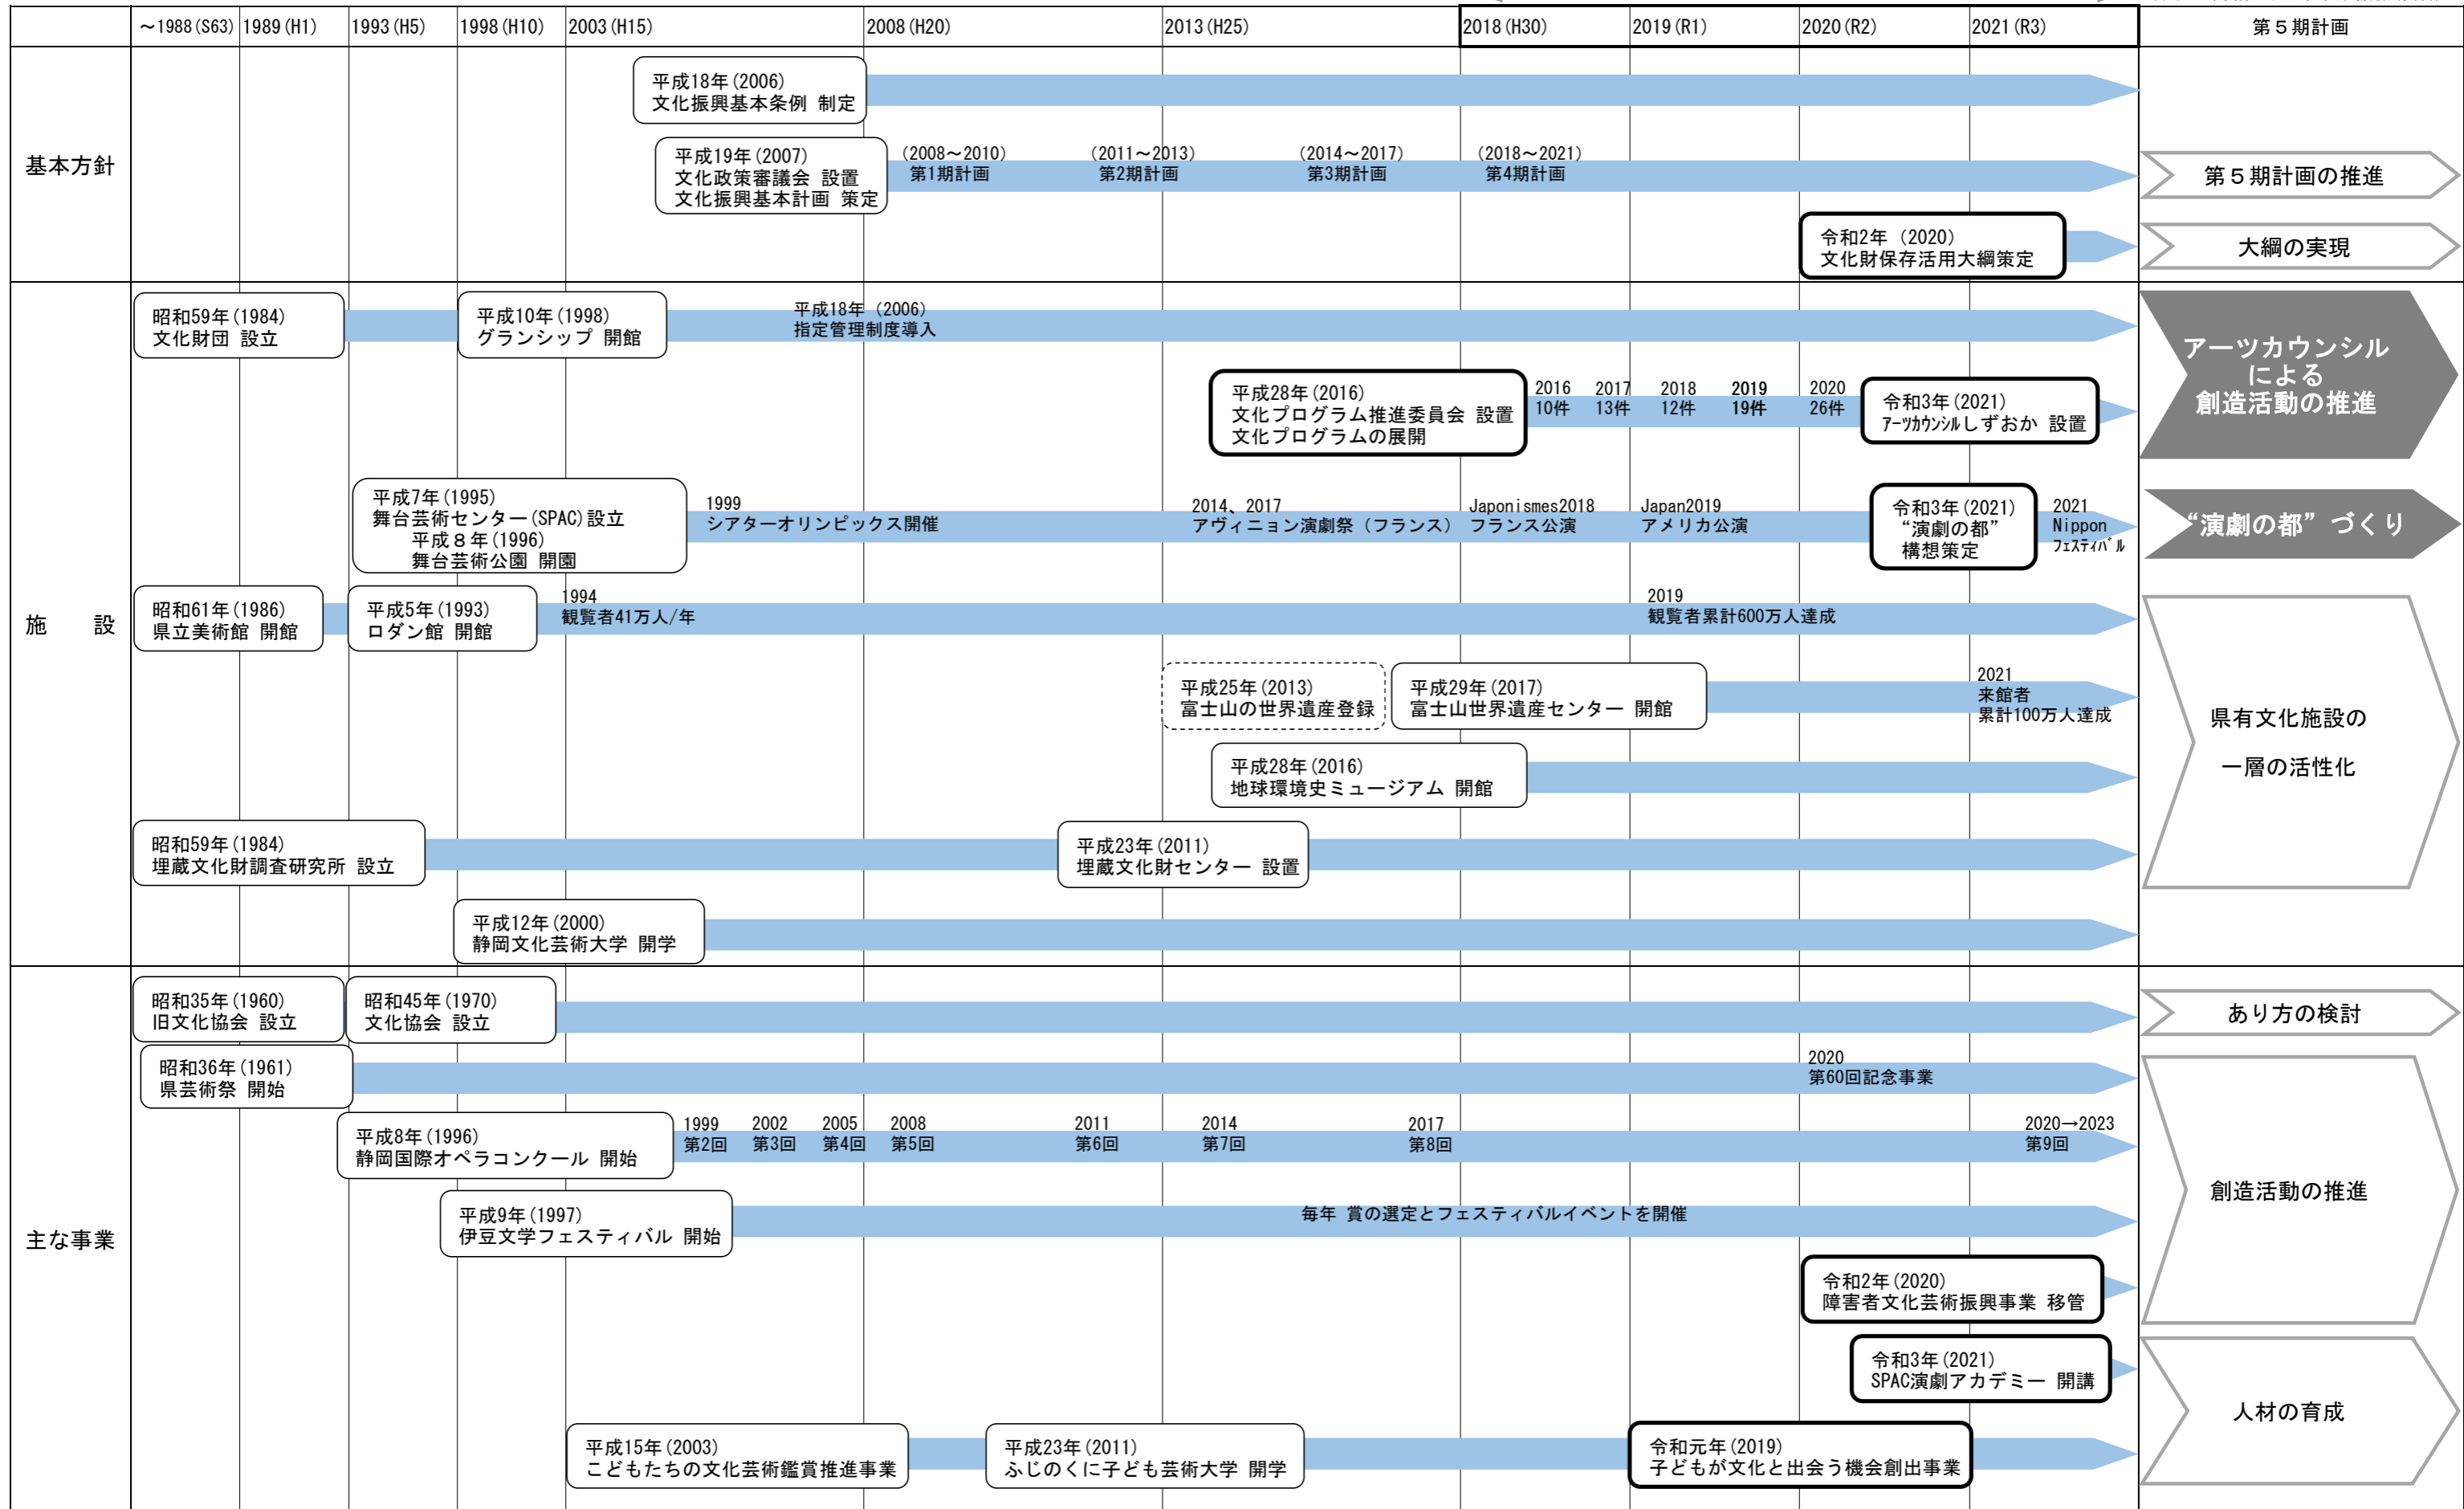 ～1988(S63) 1989(H1) 1993(H5) 1998(H10) 2003(H15) 2008(H20) 2013(H25) 2018(H30) 2019(R1) 2020(R2) 2021(R3) 第５期計画
基本方針
平成18年(2006)
文化振興基本条例 制定
平成19年(2007)
文化政策審議会 設置
文化振興基本計画 策定
(2008～2010)
第1期計画
(2011～2013)
第2期計画
(2014～2017)
第3期計画
(2018～2021)
第4期計画
第５期計画の推進
令和2年（2020）
文化財保存活用大綱策定
大綱の実現
施　　設
昭和59年(1984)
文化財団 設立
平成10年(1998)
グランシップ 開館
平成18年（2006）
指定管理制度導入
平成28年(2016)
文化プログラム推進委員会 設置
文化プログラムの展開
2016
10件
2017
13件
2018
12件
2019
19件
2020
26件
令和3年(2021)
ｱｰﾂｶｳﾝｼﾙしずおか 設置
アーツカウンシル
による
創造活動の推進
平成7年(1995)
舞台芸術センター(SPAC)設立
平成８年(1996)
舞台芸術公園 開園
1999
シアターオリンピックス開催
2014、2017
アヴィニョン演劇祭（フランス）
Japonismes2018
フランス公演
Japan2019
アメリカ公演
令和3年(2021)
“演劇の都”
構想策定
2021
Nippon
ﾌｪｽﾃｨﾊﾞﾙ
“演劇の都”づくり
昭和61年(1986)
県立美術館 開館
平成5年(1993)
ロダン館 開館
1994
観覧者41万人/年
2019
観覧者累計600万人達成
平成25年(2013)
富士山の世界遺産登録
平成29年(2017)
富士山世界遺産センター 開館
2021
来館者
累計100万人達成
平成28年(2016)
地球環境史ミュージアム 開館
県有文化施設の
一層の活性化
昭和59年(1984)
埋蔵文化財調査研究所 設立
平成23年(2011)
埋蔵文化財センター 設置
平成12年(2000)
静岡文化芸術大学 開学
主な事業
昭和35年(1960)
旧文化協会 設立
昭和45年(1970)
文化協会 設立
あり方の検討
昭和36年(1961)
県芸術祭 開始
2020
第60回記念事業
平成8年(1996)
静岡国際オペラコンクール 開始
1999
第2回
2002
第3回
2005
第4回
2008
第5回
2011
第6回
2014
第7回
2017
第8回
2020→2023
第9回
創造活動の推進
平成9年(1997)
伊豆文学フェスティバル 開始
毎年 賞の選定とフェスティバルイベントを開催
令和2年(2020)
障害者文化芸術振興事業 移管
令和3年(2021)
SPAC演劇アカデミー 開講
人材の育成
平成15年(2003)
こどもたちの文化芸術鑑賞推進事業
平成23年(2011)
ふじのくに子ども芸術大学 開学
令和元年(2019)
子どもが文化と出会う機会創出事業